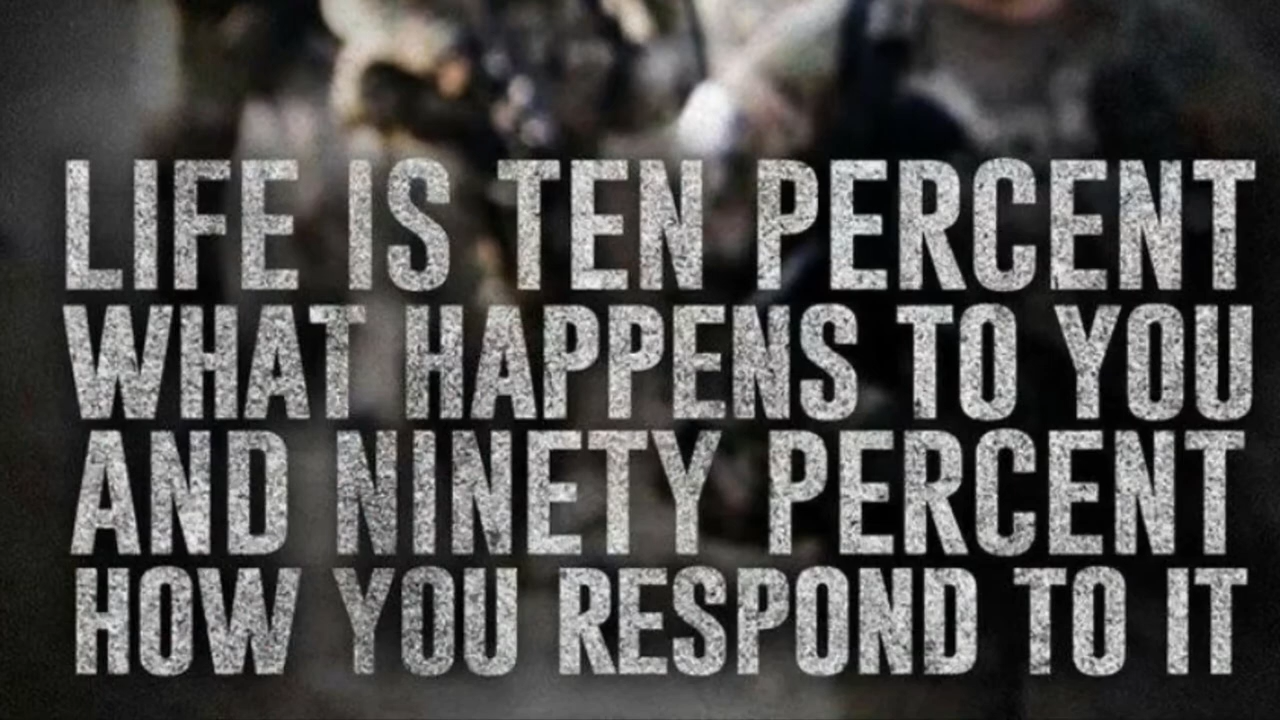 LIFE IS TEN PERCENT
WHAT HAPPENS TO YOU
AND NINETY PERCENT
HOW YOU RESPOND TO IT